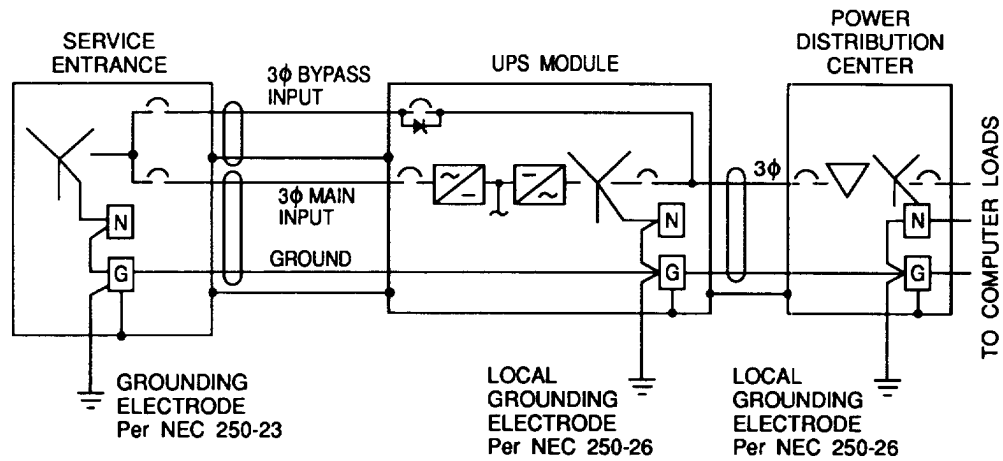 SERVICE
ENTRANCE
3ϕ BYPASS
INPUT
UPS MODULE
POWER
DISTRIBUTION
CENTER
3ϕ MAIN
INPUT
3ϕ
N
N
N
GROUND
G
G
G
TO COMPUTER LOADS
GROUNDING
ELECTRODE
Per NEC 250-23
LOCAL
GROUNDING
ELECTRODE
Per NEC 250-26
LOCAL
GROUNDING
ELECTRODE
Per NEC 250-26